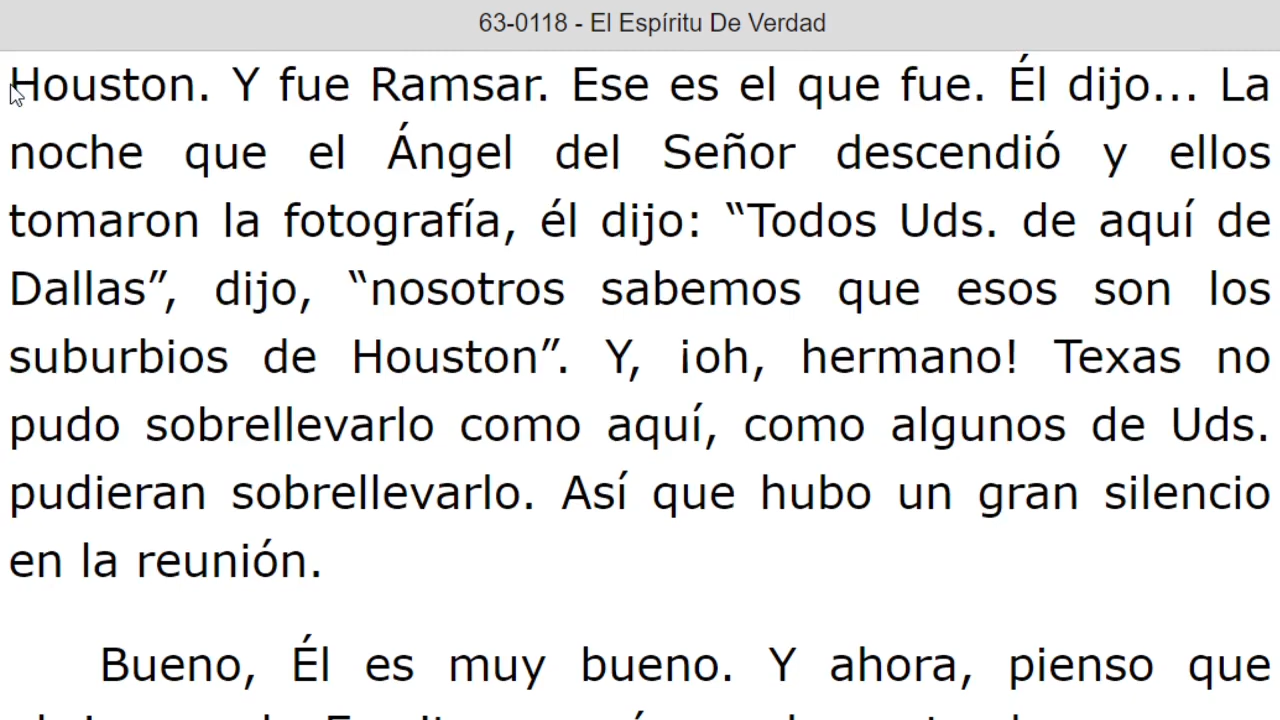 63-0118 - El Espíritu De Verdad
Houston. Y fue Ramsar. Ese es el que fue. Él dijo... La
noche que el Ángel del Señor descendió y ellos
tomaron la fotografía, él dijo: “Todos Uds. de aquí de
Dallas”, dijo, “nosotros sabemos que esos son los
suburbios de Houston”. Y, ¡oh, hermano! Texas no
pudo sobrellevarlo como aquí, como algunos de Uds.
pudieran sobrellevarlo. Así que hubo un gran silencio
en la reunión.
Bueno, Él es muy bueno. Y ahora, pienso que